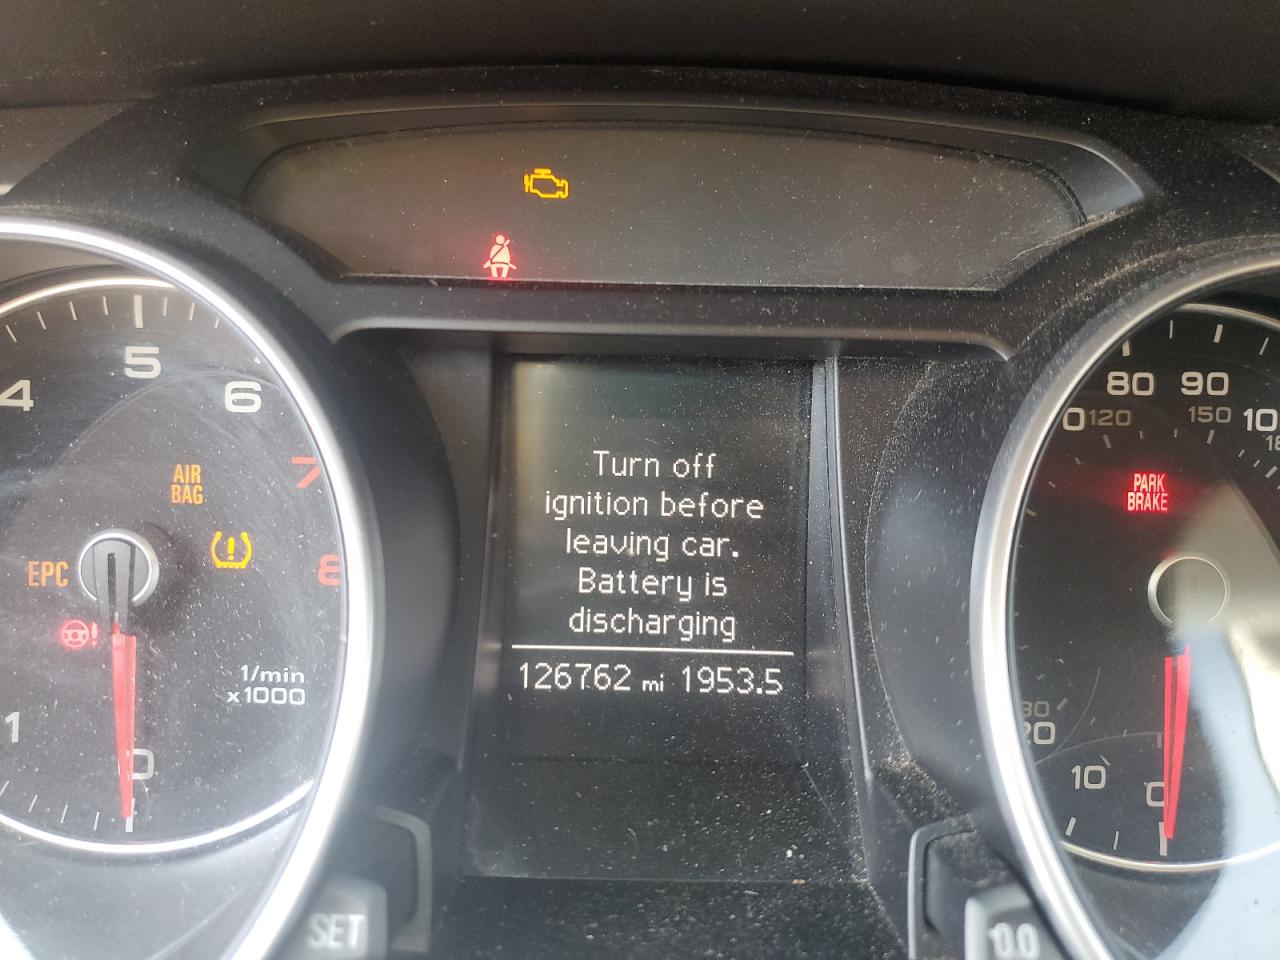 4
5
6
7
8
AIR
BAG
EPC
1/min
x1000
1
0
Turn off
ignition before
leaving car.
Battery is
discharging
126762 mi 1953.5
80 90
120 150
PARK
BRAKE
10
0
SET
0.0